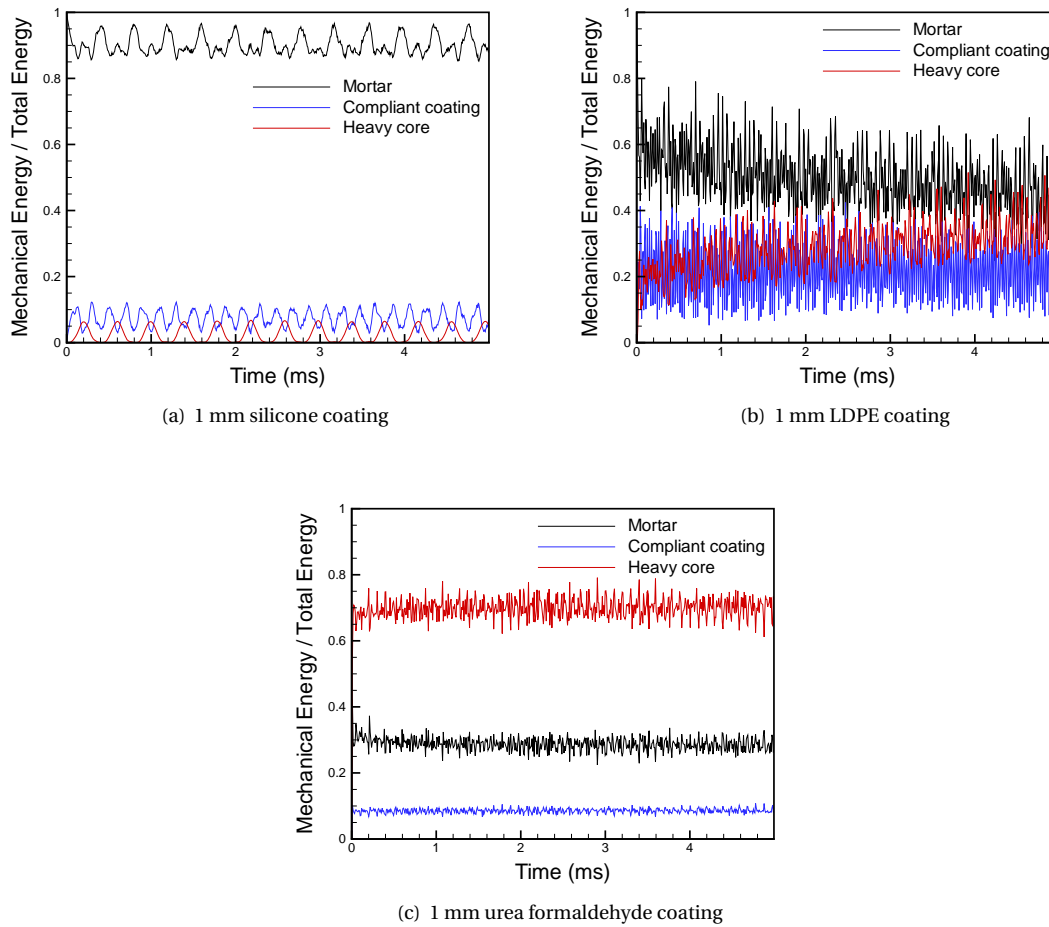 Mechanical Energy / Total Energy
1
0.8
0.6
0.4
0.2
0
Mortar
Compliant coating
Heavy core
0 1 2 3 4
Time (ms)
(a) 1 mm silicone coating
Mechanical Energy / Total Energy
1
0.8
0.6
0.4
0.2
0
Mortar
Compliant coating
Heavy core
0 1 2 3 4
Time (ms)
(b) 1 mm LDPE coating
Mechanical Energy / Total Energy
1
0.8
0.6
0.4
0.2
0
Mortar
Compliant coating
Heavy core
0 2 4
Time (ms)
(c) 1 mm urea formaldehyde coating